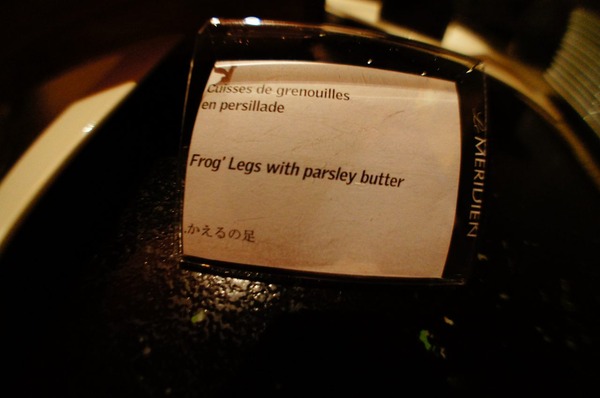 Cuisses de grenouilles
en persillade
Frog' Legs with parsley butter
かえるの足
MERIDIEN